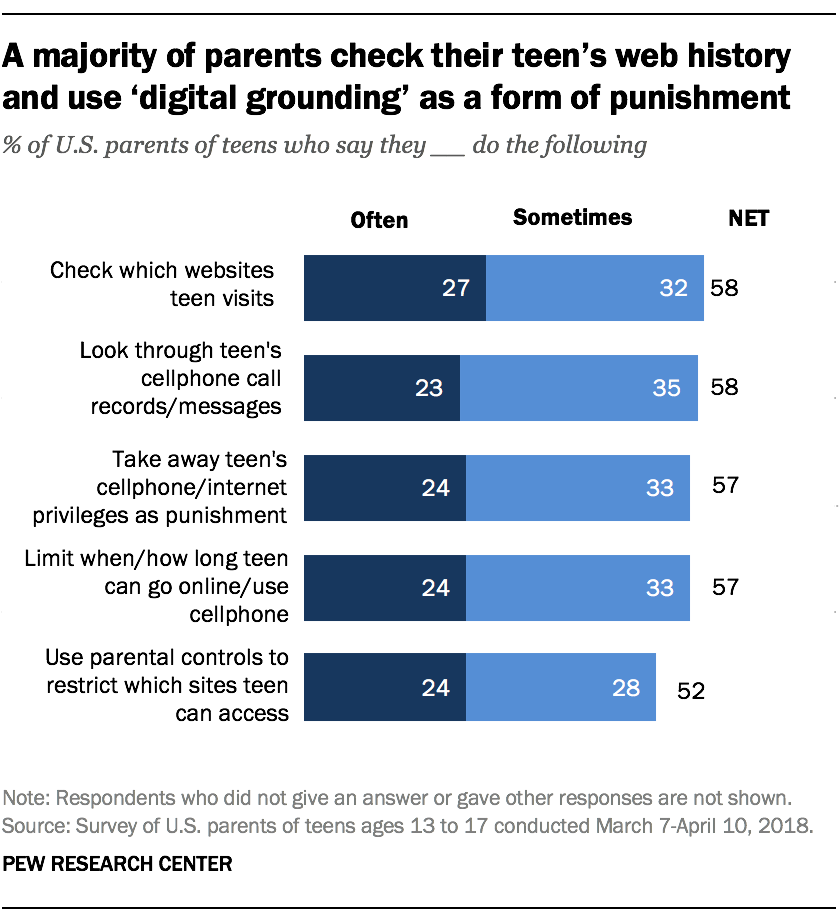 A majority of parents check their teen’s web history
and use ‘digital grounding’ as a form of punishment
% of U.S. parents of teens who say they ___ do the following
Often Sometimes NET
Check which websites
teen visits
27 32 58
Look through teen's
cellphone call
records/messages
23 35 58
Take away teen's
cellphone/internet
privileges as punishment
24 33 57
Limit when/how long teen
can go online/use
cellphone
24 33 57
Use parental controls to
restrict which sites teen
can access
24 28 52
Note: Respondents who did not give an answer or gave other responses are not shown.
Source: Survey of U.S. parents of teens ages 13 to 17 conducted March 7-April 10, 2018.
PEW RESEARCH CENTER